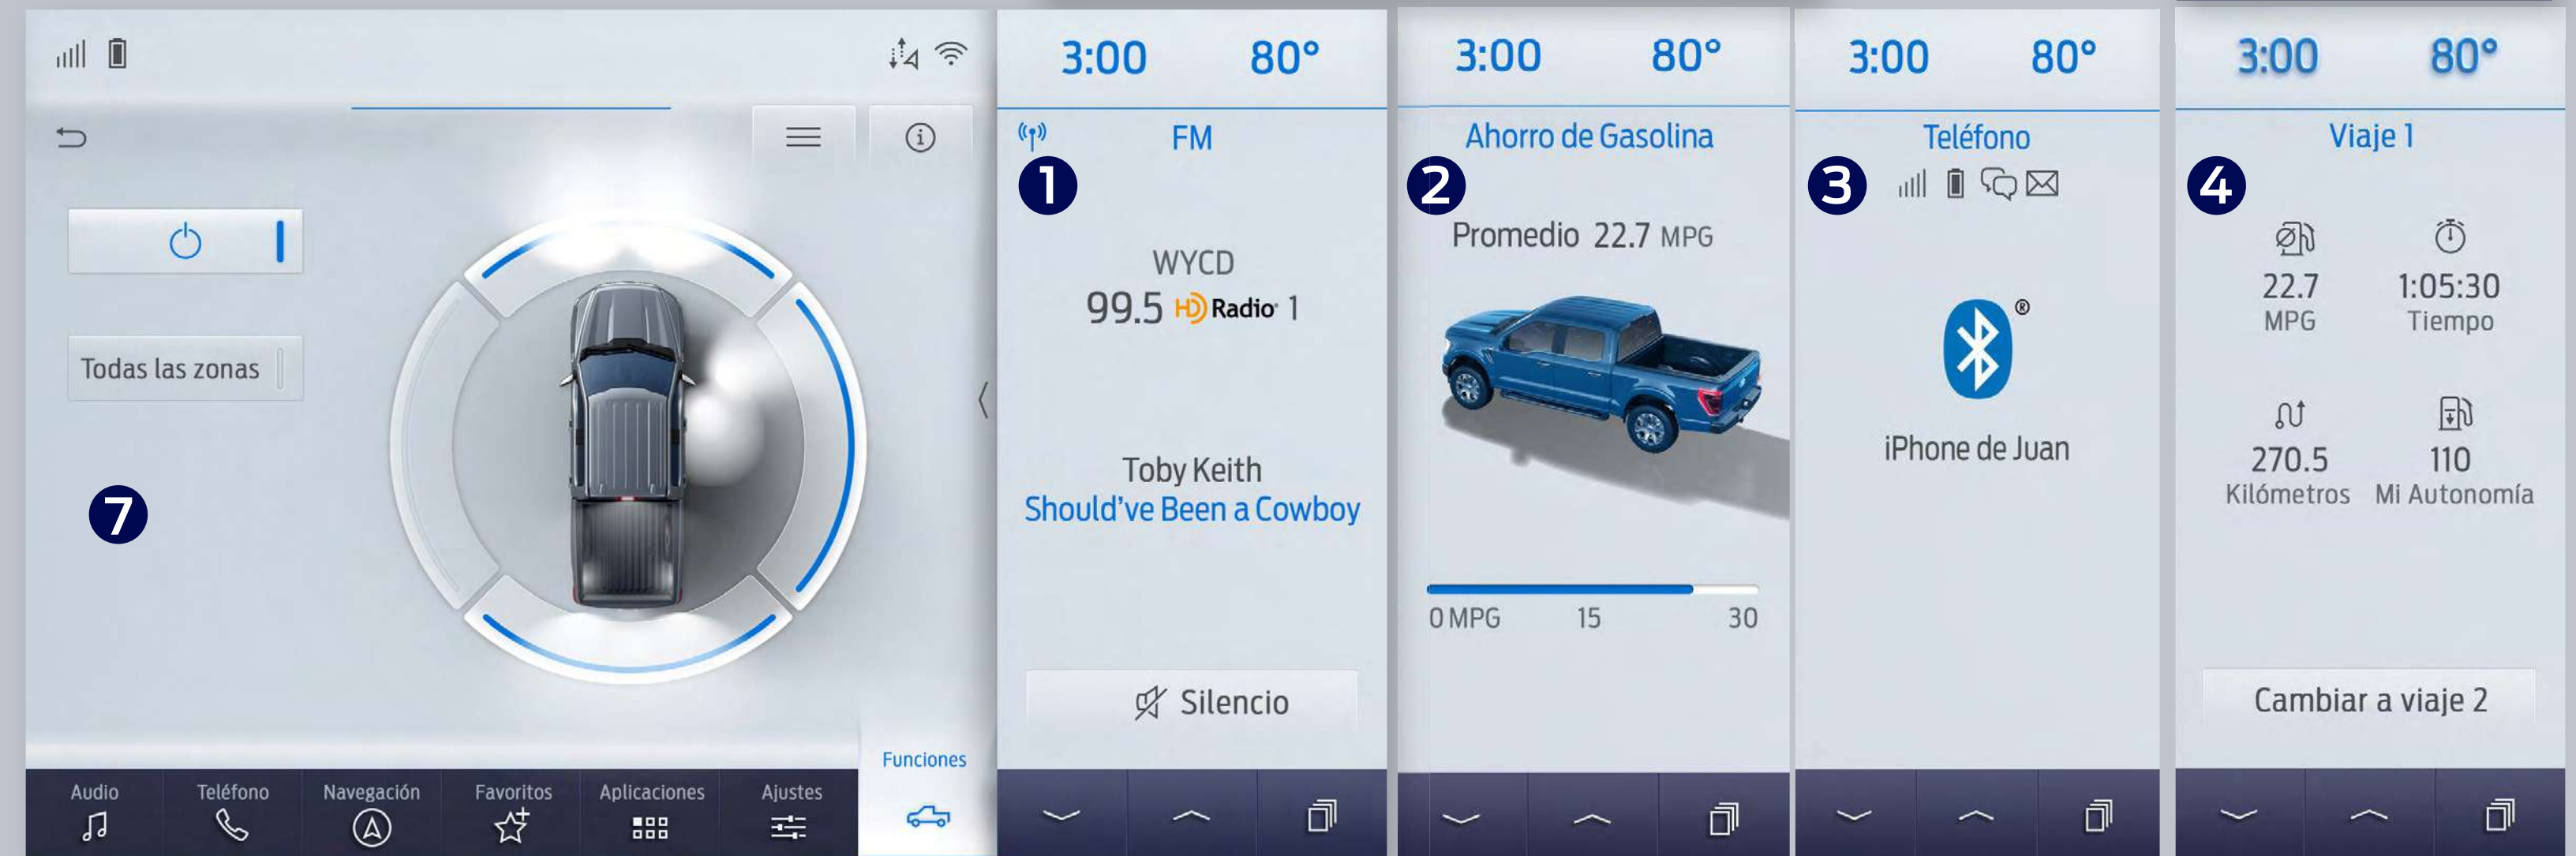 Todas las zonas
7
Audio
Teléfono
Navegación
Favoritos
Aplicaciones
Ajustes
Funciones
3:00 80°
FM
1
WYCD
99.5 HD Radio 1
Toby Keith
Should've Been a Cowboy
Silencio
3:00 80°
Ahorro de Gasolina
2
Promedio 22.7 MPG
0 MPG 15 30
3:00 80°
Teléfono
3
®
iPhone de Juan
3:00 80°
Viaje 1
4
22.7 1:05:30
MPG Tiempo
270.5 110
Kilómetros Mi Autonomía
Cambiar a viaje 2